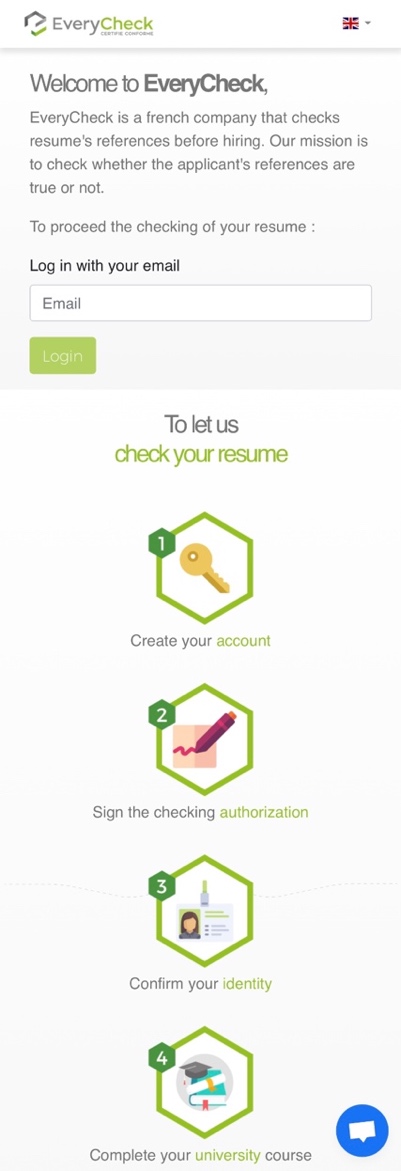 EveryCheck
CERTIFIE CONFORME
Welcome to EveryCheck,
EveryCheck is a french company that checks
resume's references before hiring. Our mission is
to check whether the applicant's references are
true or not.
To proceed the checking of your resume :
Log in with your email
Email
Login
To let us
check your resume
1
Create your account
2
Sign the checking authorization
3
Confirm your identity
4
Complete your university course